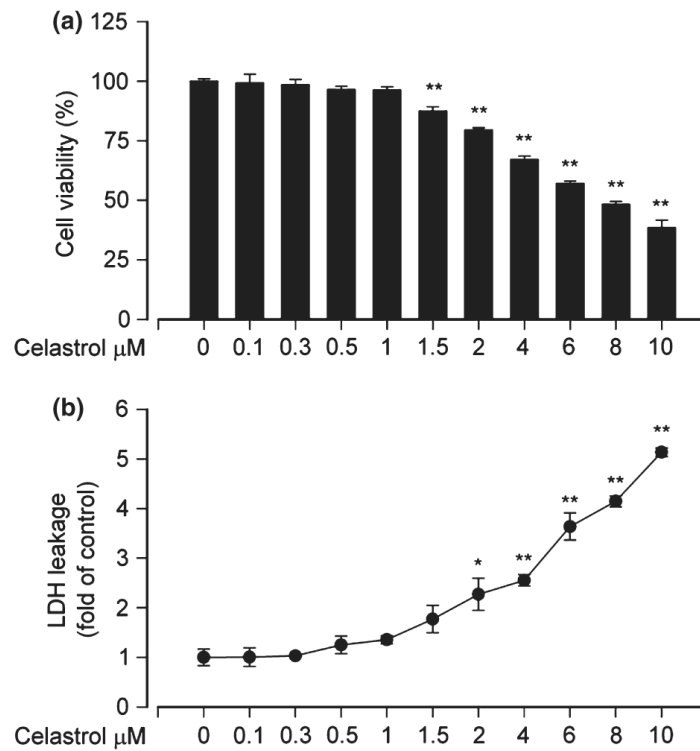 (a)
Cell viability (%)
125
100
75
50
25
0
** ** ** ** ** **
Celastrol μM 0 0.1 0.3 0.5 1 1.5 2 4 6 8 10
(b)
LDH leakage
(fold of control)
6
5
4
3
2
1
0
* ** ** ** **
Celastrol μM 0 0.1 0.3 0.5 1 1.5 2 4 6 8 10